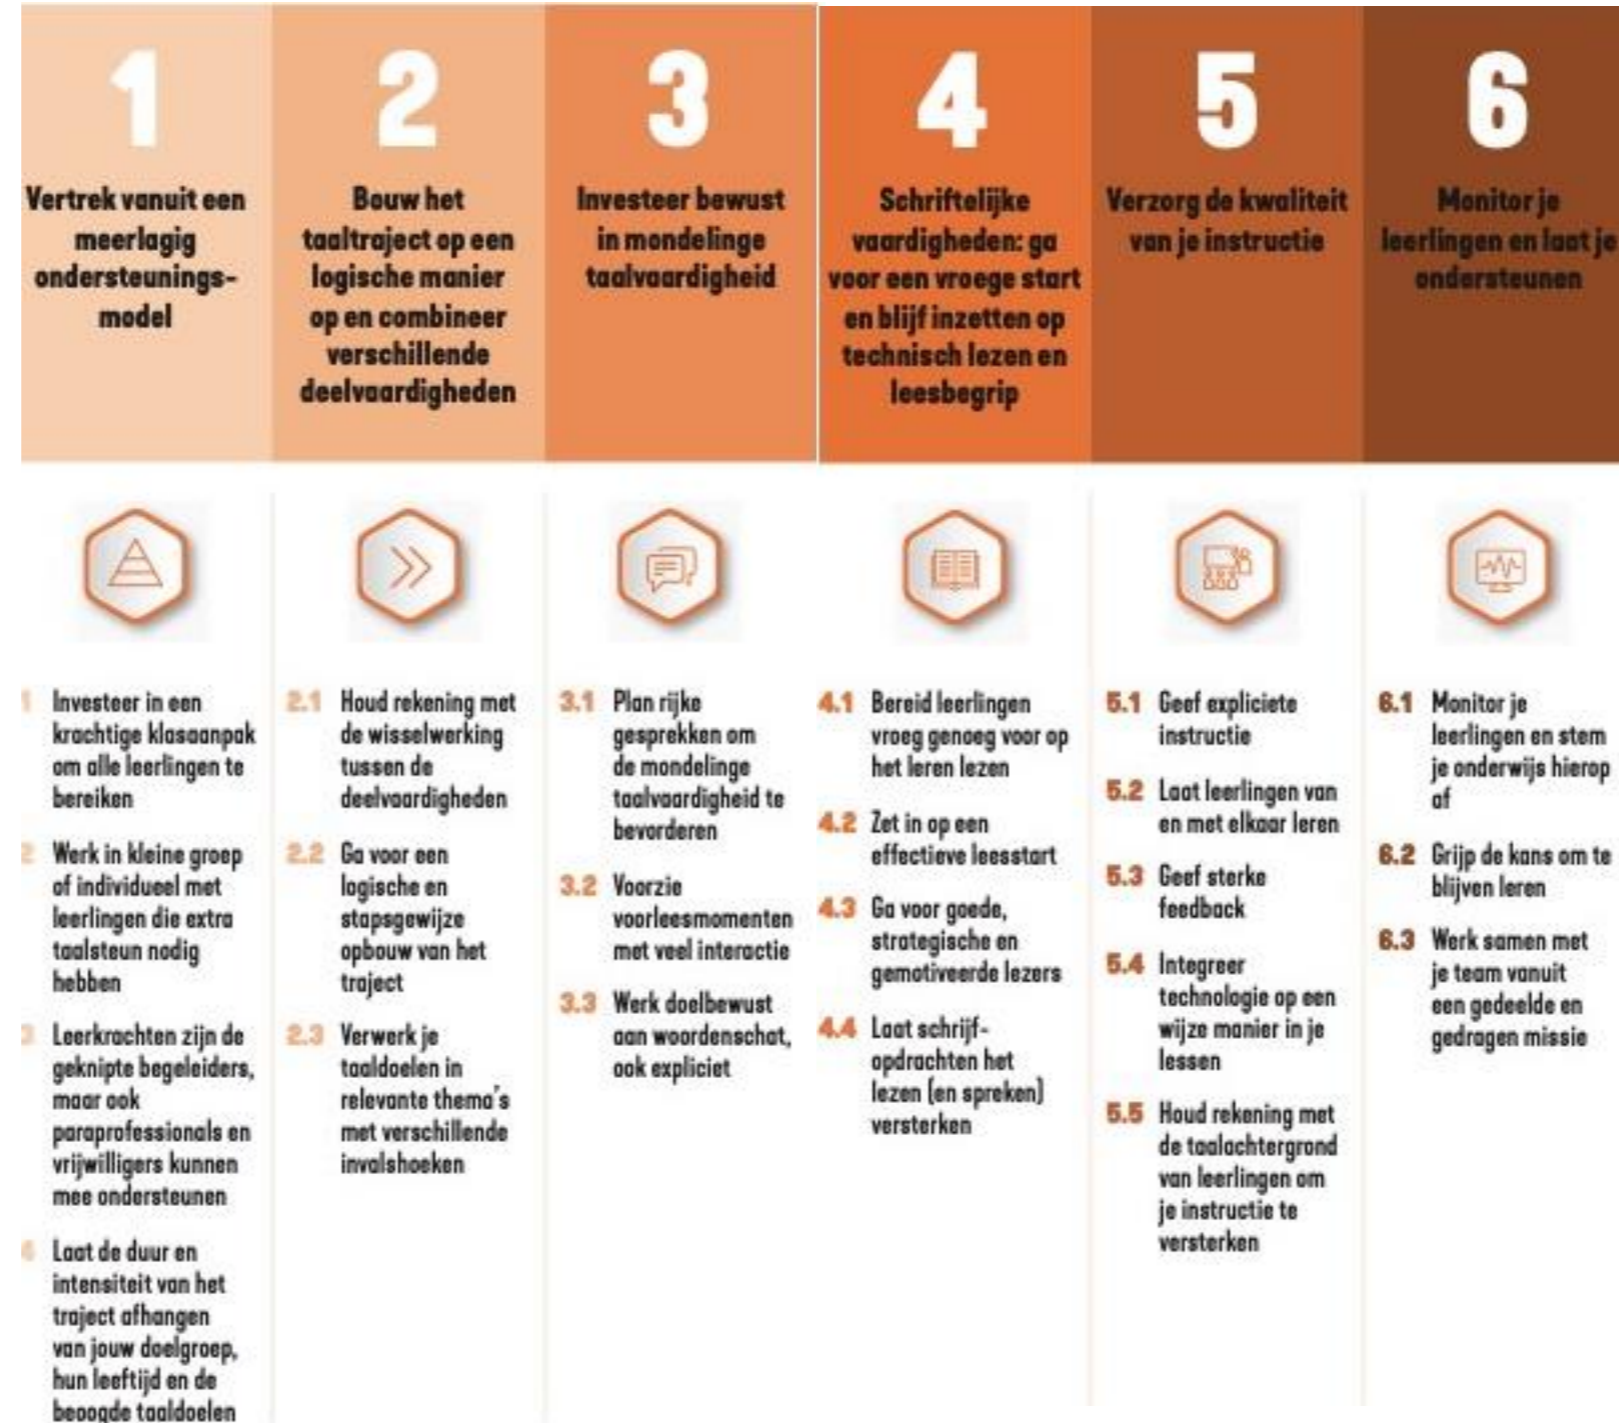 1
Vertrek vanuit een
meerlagig
ondersteunings-
model
2
Bouw het
taaltraject op een
logische manier
op en combineer
verschillende
deelvaardigheden
3
Investeer bewust
in mondelinge
taalvaardigheid
4
Schriftelijke
vaardigheden: ga
voor een vroege start
en blijf inzetten op
technisch lezen en
leesbegrip
5
Verzorg de kwaliteit
van je instructie
6
Monitor je
leerlingen en laat je
ondersteunen
1 Investeer in een
krachtige klasaanpak
om alle leerlingen te
bereiken
2 Werk in kleine groep
of individueel met
leerlingen die extra
taalsteun nodig
hebben
3 Leerkrachten zijn de
geknipte begeleiders,
maar ook
paraprofessionals en
vrijwilligers kunnen
mee ondersteunen
4 Laat de duur en
intensiteit van het
traject afhangen
van jouw doelgroep,
hun leeftijd en de
beoogde taaldoelen
2.1 Houd rekening met
de wisselwerking
tussen de
deelvaardigheden
2.2 Ga voor een
logische en
stapsgewijze
opbouw van het
traject
2.3 Verwerk je
taaldoelen in
relevante thema's
met verschillende
invalshoeken
3.1 Plan rijke
gesprekken om
de mondelinge
taalvaardigheid te
bevorderen
3.2 Voorzie
voorleesmomenten
met veel interactie
3.3 Werk doelbewust
aan woordenschat,
ook expliciet
4.1 Bereid leerlingen
vroeg genoeg voor op
het leren lezen
4.2 Zet in op een
effectieve leesstart
4.3 Ga voor goede,
strategische en
gemotiveerde lezers
4.4 Laat schrijf-
opdrachten het
lezen (en spreken)
versterken
5.1 Geef expliciete
instructie
5.2 Laat leerlingen van
en met elkaar leren
5.3 Geef sterke
feedback
5.4 Integreer
technologie op een
wijze manier in je
lessen
5.5 Houd rekening met
de taalachtergrond
van leerlingen om
je instructie te
versterken
6.1 Monitor je
leerlingen en stem
je onderwijs hierop
af
6.2 Grijp de kans om te
blijven leren
6.3 Werk samen met
je team vanuit
een gedeelde en
gedragen missie